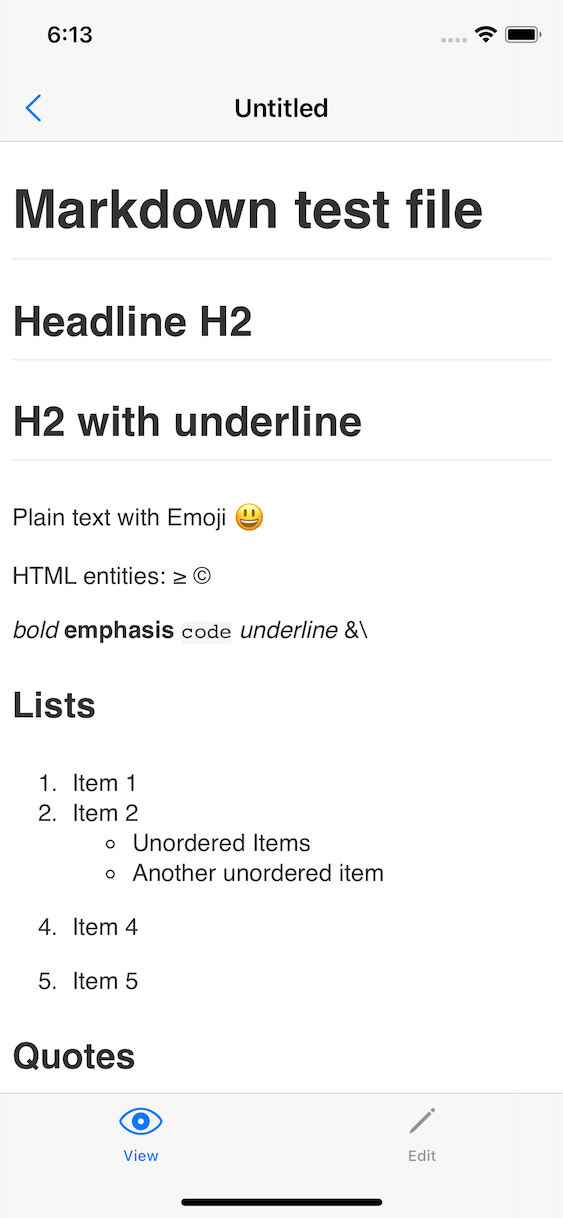 6:13
Untitled
Markdown test file
Headline H2
H2 with underline
Plain text with Emoji 😃
HTML entities: ≥ ©
bold emphasis code underline &\
Lists
1. Item 1
2. Item 2
◦ Unordered Items
◦ Another unordered item
4. Item 4
5. Item 5
Quotes
View
Edit